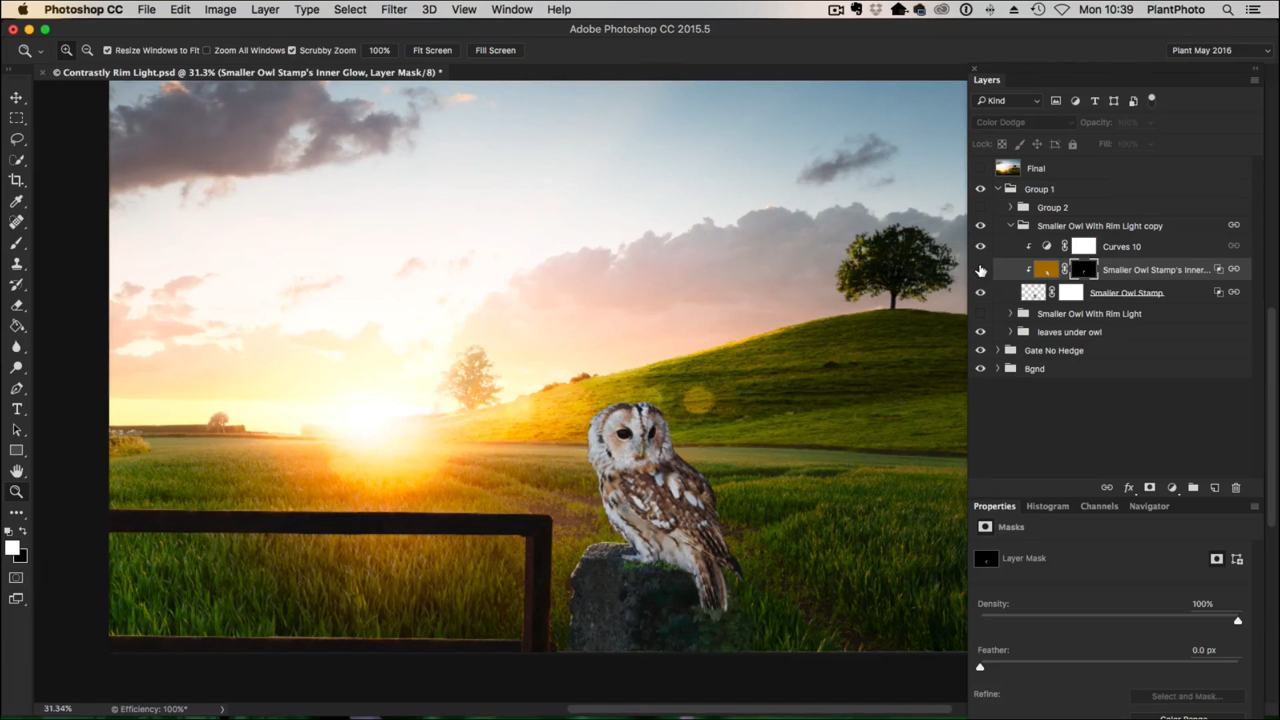 Photoshop CC File Edit Image Layer Type Select Filter 3D View Window Help Mon 10:39 PlantPhoto
Adobe Photoshop CC 2015.5
Resize Windows to Fit Zoom All Windows Scrubby Zoom 100% Fit Screen Fill Screen Plant May 2016
© Contrastly Rim Light.psd @ 31.3% (Smaller Owl Stamp's Inner Glow, Layer Mask/8) *
Layers
Kind
Color Dodge Opacity: 100%
Lock: Fill: 100%
Final
Group 1
Group 2
Smaller Owl With Rim Light copy
Curves 10
Smaller Owl Stamp's Inner...
Smaller Owl Stamp
Smaller Owl With Rim Light
leaves under owl
Gate No Hedge
Bgnd
fx
Properties Histogram Channels Navigator
Masks
Layer Mask
Density: 100%
Feather: 0.0 px
Refine: Select and Mask...
31.34% Efficiency: 100%*